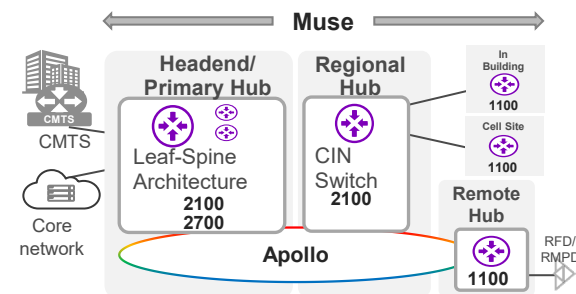 Muse
Headend/
Primary Hub
Regional
Hub
In
Building
1100
CMTS
CMTS
Cell Site
1100
Leaf-Spine
Architecture
2100
2700
CIN
Switch
2100
Core
network
Apollo
Remote
Hub
1100
RFD/
RMPD